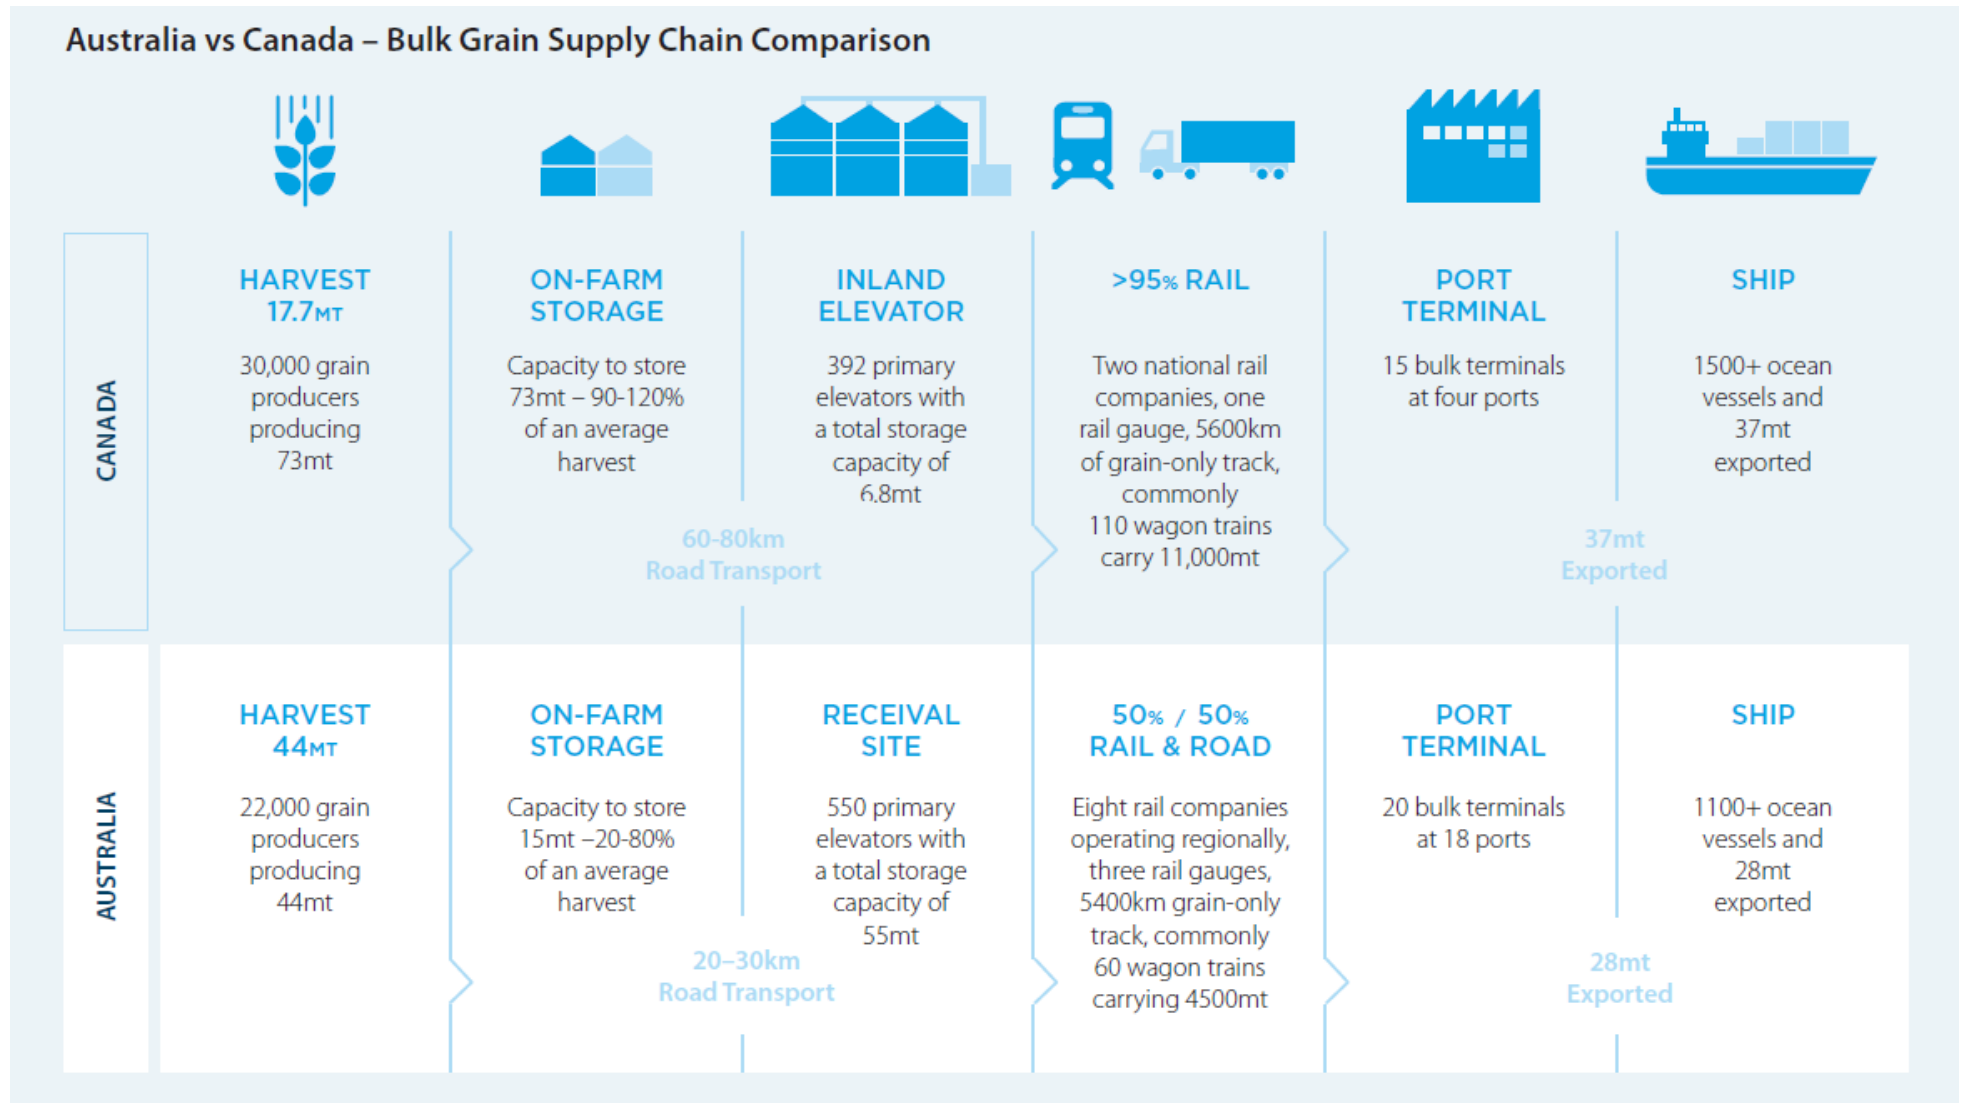 Australia vs Canada – Bulk Grain Supply Chain Comparison
CANADA
HARVEST
17.7MT
30,000 grain
producers
producing
73mt
ON-FARM
STORAGE
Capacity to store
73mt – 90-120%
of an average
harvest
INLAND
ELEVATOR
392 primary
elevators with
a total storage
capacity of
6.8mt
60-80km
Road Transport
>95% RAIL
Two national rail
companies, one
rail gauge, 5600km
of grain-only track,
commonly
110 wagon trains
carry 11,000mt
PORT
TERMINAL
15 bulk terminals
at four ports
SHIP
1500+ ocean
vessels and
37mt
exported
37mt
Exported
AUSTRALIA
HARVEST
44MT
22,000 grain
producers
producing
44mt
ON-FARM
STORAGE
Capacity to store
15mt –20-80%
of an average
harvest
RECEIVAL
SITE
550 primary
elevators with
a total storage
capacity of
55mt
20–30km
Road Transport
50% / 50%
RAIL & ROAD
Eight rail companies
operating regionally,
three rail gauges,
5400km grain-only
track, commonly
60 wagon trains
carrying 4500mt
PORT
TERMINAL
20 bulk terminals
at 18 ports
SHIP
1100+ ocean
vessels and
28mt
exported
28mt
Exported